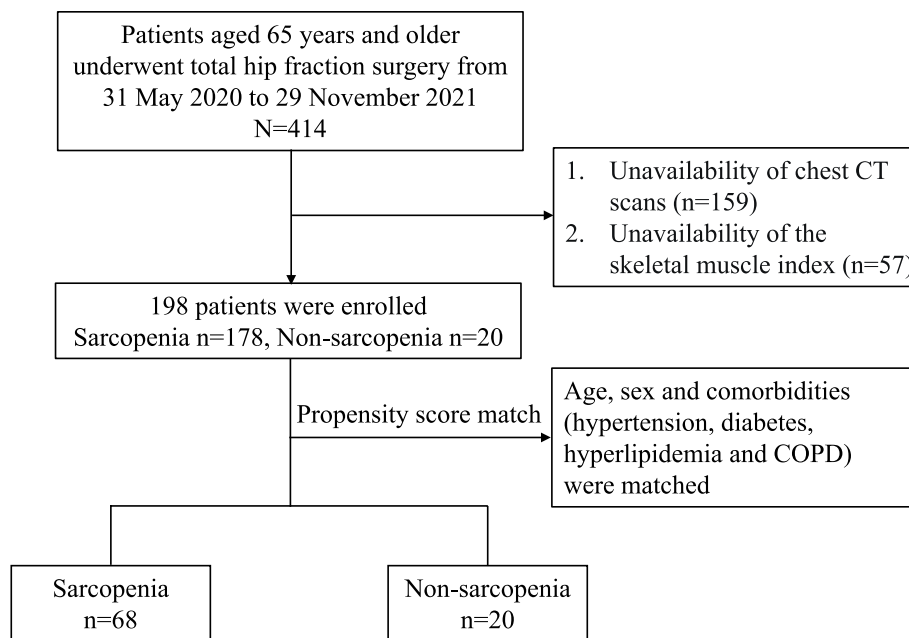 Patients aged 65 years and older
underwent total hip fraction surgery from
31 May 2020 to 29 November 2021
N=414
1. Unavailability of chest CT
scans (n=159)
2. Unavailability of the
skeletal muscle index (n=57)
198 patients were enrolled
Sarcopenia n=178, Non-sarcopenia n=20
Propensity score match
Age, sex and comorbidities
(hypertension, diabetes,
hyperlipidemia and COPD)
were matched
Sarcopenia
n=68
Non-sarcopenia
n=20